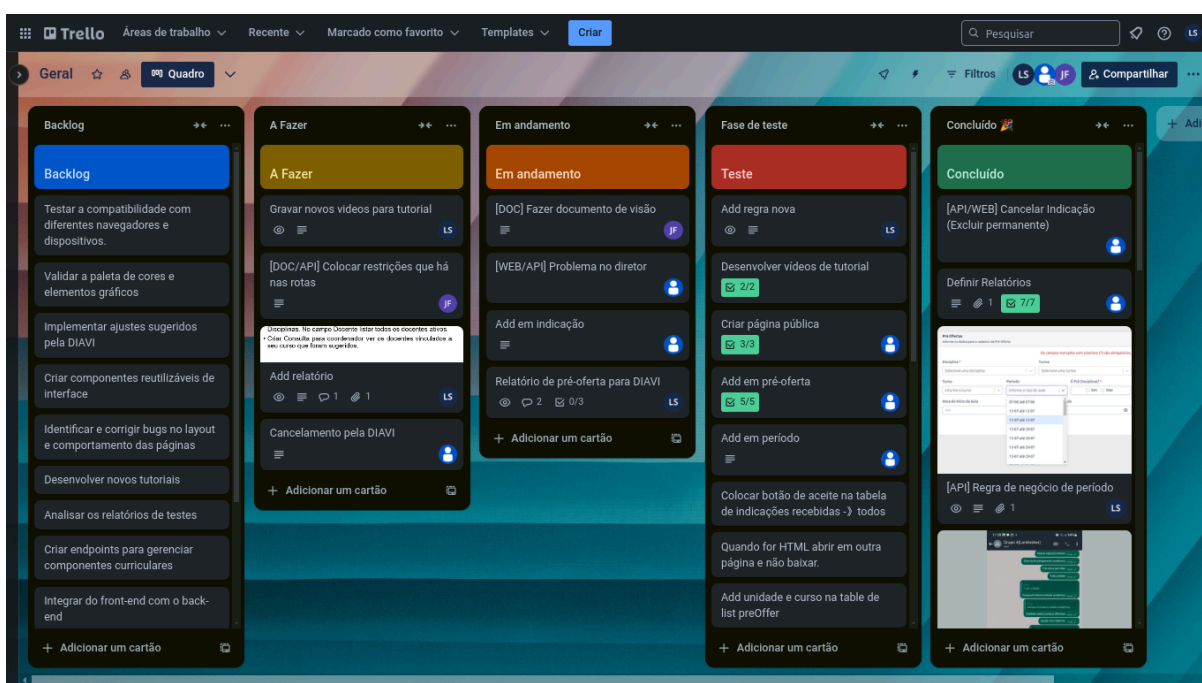 Trello
Áreas de trabalho
Recente
Marcado como favorito
Templates
Criar
Pesquisar
LS
Geral
Quadro
Filtros
LS
JF
Compartilhar
Backlog
Backlog
Testar a compatibilidade com
diferentes navegadores e
dispositivos.
Validar a paleta de cores e
elementos gráficos
Implementar ajustes sugeridos
pela DIAVI
Criar componentes reutilizáveis de
interface
Identificar e corrigir bugs no layout
e comportamento das páginas
Desenvolver novos tutoriais
Analisar os relatórios de testes
Criar endpoints para gerenciar
componentes curriculares
Integrar do front-end com o back-
end
+ Adicionar um cartão
A Fazer
A Fazer
Gravar novos videos para tutorial
LS
[DOC/API] Colocar restrições que há
nas rotas
JF
Disciplinas. No campo Docente listar todos os docentes ativos.
• Criar Consulta para coordenador ver os docentes vinculados a
seu curso que foram sugeridos.
Add relatório
1 1 LS
Cancelamento pela DIAVI
+ Adicionar um cartão
Em andamento
Em andamento
[DOC] Fazer documento de visão
JF
[WEB/API] Problema no diretor
Add em indicação
Relatório de pré-oferta para DIAVI
2 0/3 LS
+ Adicionar um cartão
Fase de teste
Teste
Add regra nova
LS
Desenvolver vídeos de tutorial
2/2
Criar página pública
3/3
Add em pré-oferta
5/5
Add em período
Colocar botão de aceite na tabela
de indicações recebidas -》 todos
Quando for HTML abrir em outra
página e não baixar.
Add unidade e curso na table de
list preOffer
+ Adicionar um cartão
Concluído 🎉
Concluído
[API/WEB] Cancelar Indicação
(Excluir permanente)
Definir Relatórios
1 7/7
[API] Regra de negócio de período
1 LS
+ Adicionar um cartão
+ Adi